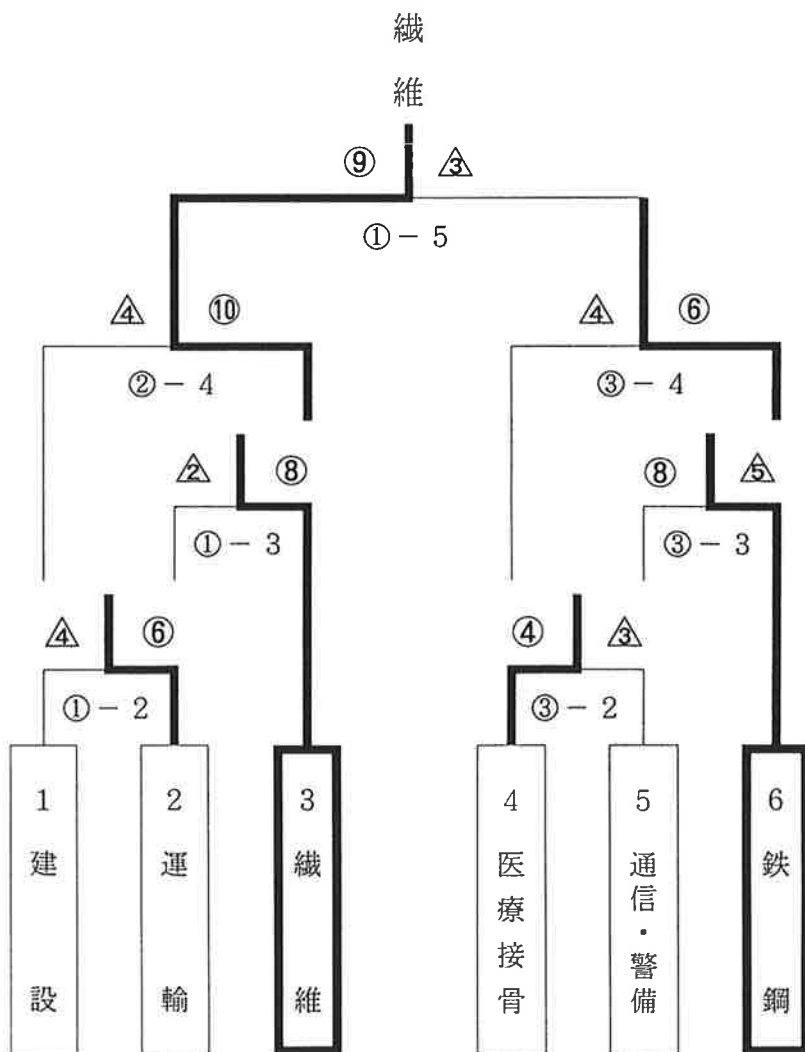 繊維
⑨ △3
①－5
△4 ⑩ △4 ⑥
②－4 ③－4
△2 ⑧ ⑧ △5
①－3 ③－3
△4 ⑥ ④ △3
①－2 ③－2
1 建設
2 運輸
3 繊維
4 医療接骨
5 通信・警備
6 鉄鋼